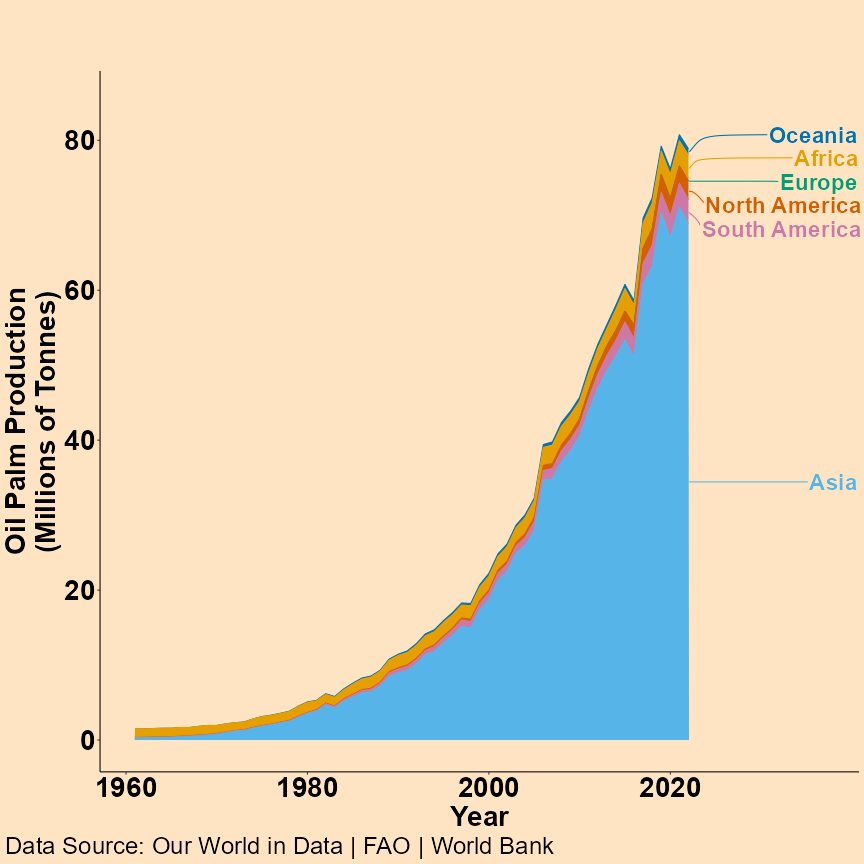 Oil Palm Production
(Millions of Tonnes)
80
60
40
20
0
Oceania
Africa
Europe
North America
South America
Asia
1960 1980 2000 2020
Year
Data Source: Our World in Data | FAO | World Bank